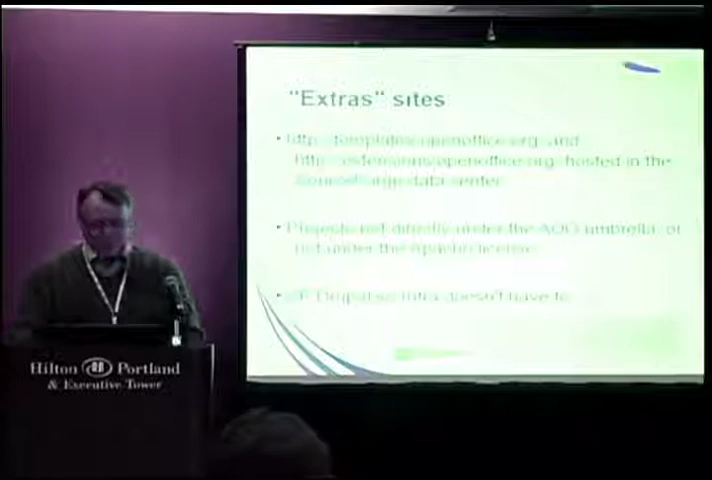 "Extras" sites
• http://templates.openoffice.org and
http://extensions.openoffice.org hosted in the
SourceForge data center
• Projects not directly under the AOO umbrella, or
not under the Apache license
doesn't have to
Hilton Portland
& Executive Tower